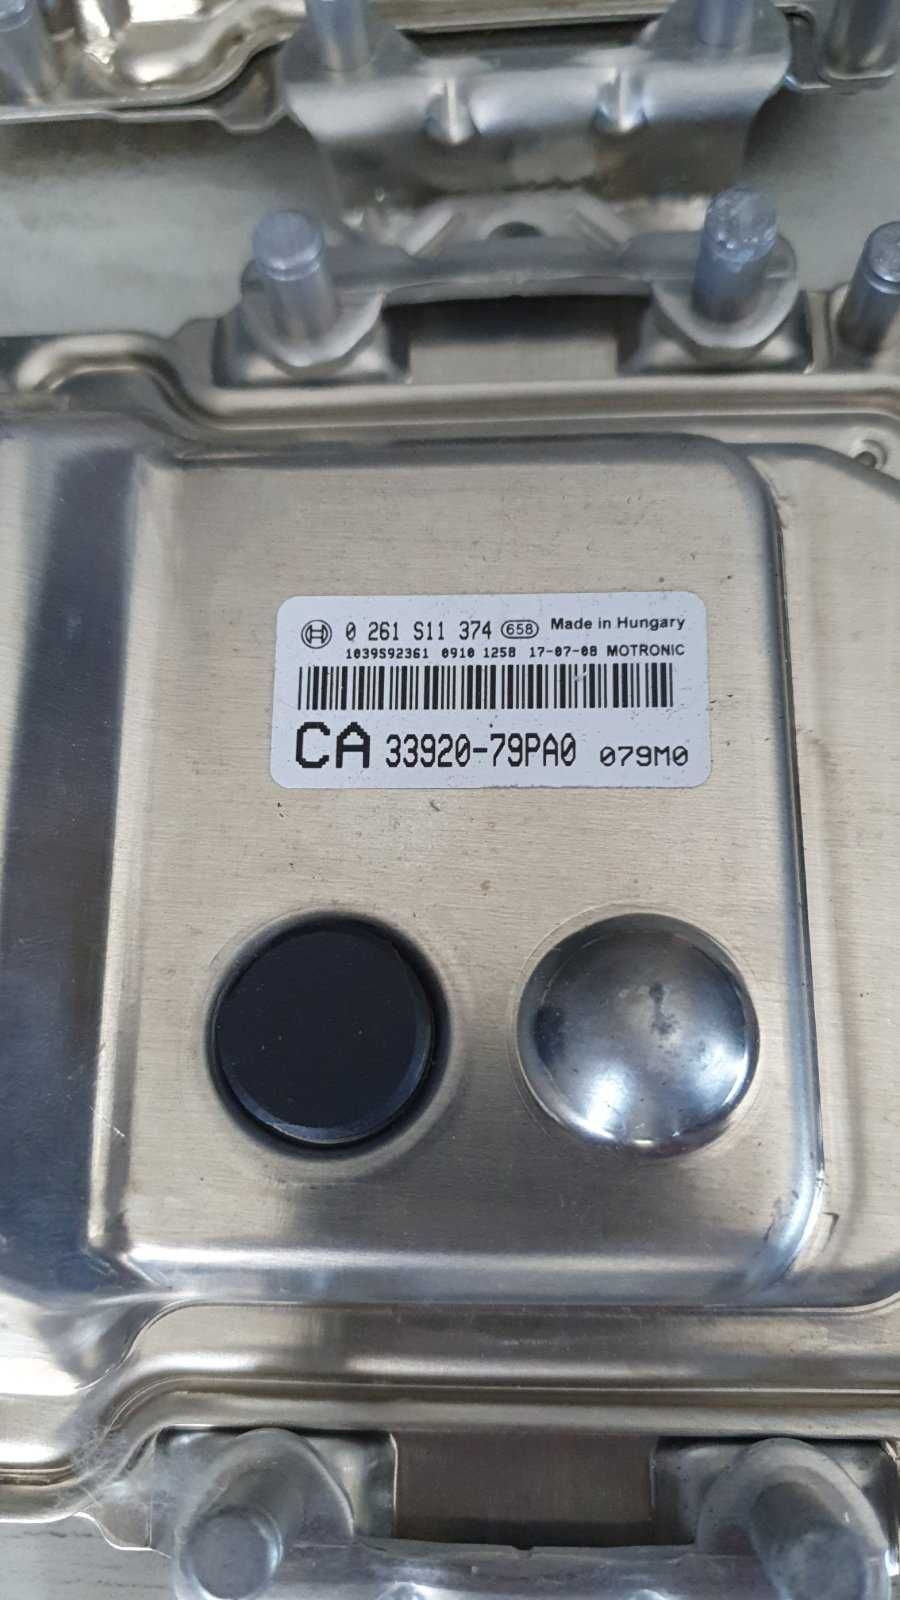 0 261 S11 374 658 Made in Hungary
1039S92361 0910 1258 17-07-08 MOTRONIC
CA 33920-79PA0 079M0